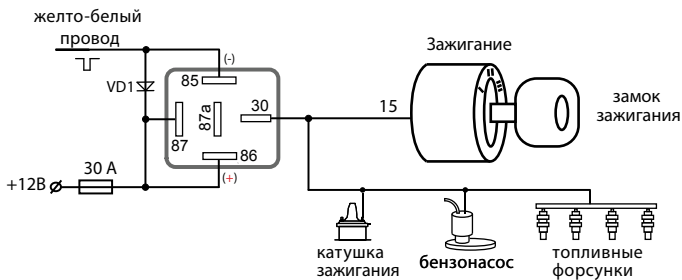 желто-белый
провод
Зажигание
(-)
85
VD1
87a
30
15
замок
зажигания
87
86
30 А
+12В
(+)
катушка
зажигания
бензонасос
топливные
форсунки